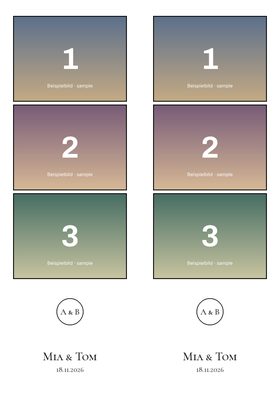 1
Beispielbild · sample
2
Beispielbild · sample
3
Beispielbild · sample
A & B
Mia & Tom
18.11.2026
1
Beispielbild · sample
2
Beispielbild · sample
3
Beispielbild · sample
A & B
Mia & Tom
18.11.2026